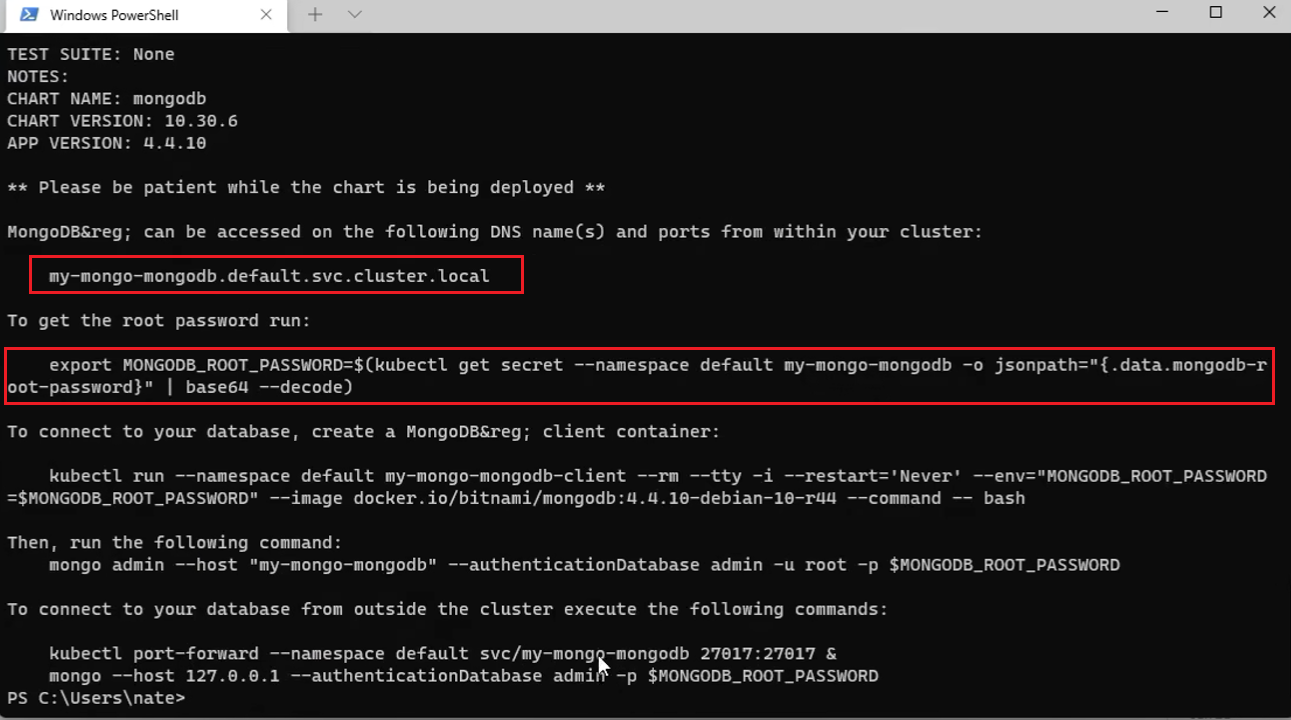 Windows PowerShell
TEST SUITE: None
NOTES:
CHART NAME: mongodb
CHART VERSION: 10.30.6
APP VERSION: 4.4.10
** Please be patient while the chart is being deployed **
MongoDB&reg; can be accessed on the following DNS name(s) and ports from within your cluster:
my-mongo-mongodb.default.svc.cluster.local
To get the root password run:
export MONGODB_ROOT_PASSWORD=$(kubectl get secret --namespace default my-mongo-mongodb -o jsonpath="{.data.mongodb-r
oot-password}" | base64 --decode)
To connect to your database, create a MongoDB&reg; client container:
kubectl run --namespace default my-mongo-mongodb-client --rm --tty -i --restart='Never' --env="MONGODB_ROOT_PASSWORD
=$MONGODB_ROOT_PASSWORD" --image docker.io/bitnami/mongodb:4.4.10-debian-10-r44 --command -- bash
Then, run the following command:
mongo admin --host "my-mongo-mongodb" --authenticationDatabase admin -u root -p $MONGODB_ROOT_PASSWORD
To connect to your database from outside the cluster execute the following commands:
kubectl port-forward --namespace default svc/my-mongo-mongodb 27017:27017 &
mongo --host 127.0.0.1 --authenticationDatabase admin -p $MONGODB_ROOT_PASSWORD
PS C:\Users\nate>